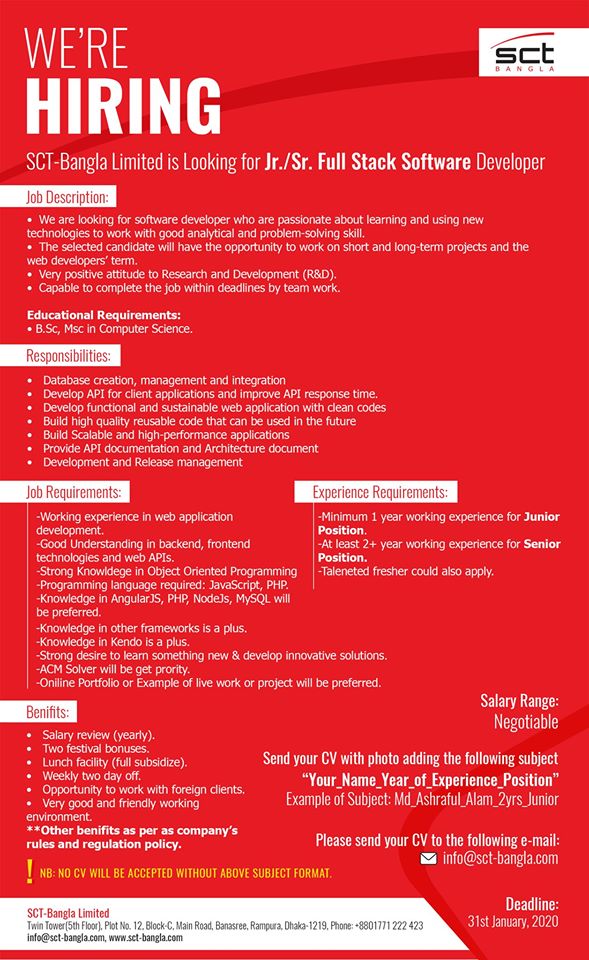 WE'RE
HIRING
sct
BANGLA
SCT-Bangla Limited is Looking for Jr./Sr. Full Stack Software Developer
Job Description:
• We are looking for software developer who are passionate about learning and using new
technologies to work with good analytical and problem-solving skill.
• The selected candidate will have the opportunity to work on short and long-term projects and the
web developers' term.
• Very positive attitude to Research and Development (R&D).
• Capable to complete the job within deadlines by team work.
Educational Requirements:
• B.Sc, Msc in Computer Science.
Responsibilities:
• Database creation, management and integration
• Develop API for client applications and improve API response time.
• Develop functional and sustainable web application with clean codes
• Build high quality reusable code that can be used in the future
• Build Scalable and high-performance applications
• Provide API documentation and Architecture document
• Development and Release management
Job Requirements:
-Working experience in web application
development.
-Good Understanding in backend, frontend
technologies and web APIs.
-Strong Knowldege in Object Oriented Programming
-Programming language required: JavaScript, PHP.
-Knowledge in AngularJS, PHP, NodeJs, MySQL will
be preferred.
-Knowledge in other frameworks is a plus.
-Knowledge in Kendo is a plus.
-Strong desire to learn something new & develop innovative solutions.
-ACM Solver will be get prority.
-Oniline Portfolio or Example of live work or project will be preferred.
Experience Requirements:
-Minimum 1 year working experience for Junior
Position.
-At least 2+ year working experience for Senior
Position.
-Taleneted fresher could also apply.
Benifits:
• Salary review (yearly).
• Two festival bonuses.
• Lunch facility (full subsidize).
• Weekly two day off.
• Opportunity to work with foreign clients.
• Very good and friendly working
environment.
**Other benifits as per as company's
rules and regulation policy.
! NB: NO CV WILL BE ACCEPTED WITHOUT ABOVE SUBJECT FORMAT.
Salary Range:
Negotiable
Send your CV with photo adding the following subject
"Your_Name_Year_of_Experience_Position"
Example of Subject: Md_Ashraful_Alam_2yrs_Junior
Please send your CV to the following e-mail:
info@sct-bangla.com
Deadline:
31st January, 2020
SCT-Bangla Limited
Twin Tower(5th Floor), Plot No. 12, Block-C, Main Road, Banasree, Rampura, Dhaka-1219, Phone: +8801771 222 423
info@sct-bangla.com, www.sct-bangla.com